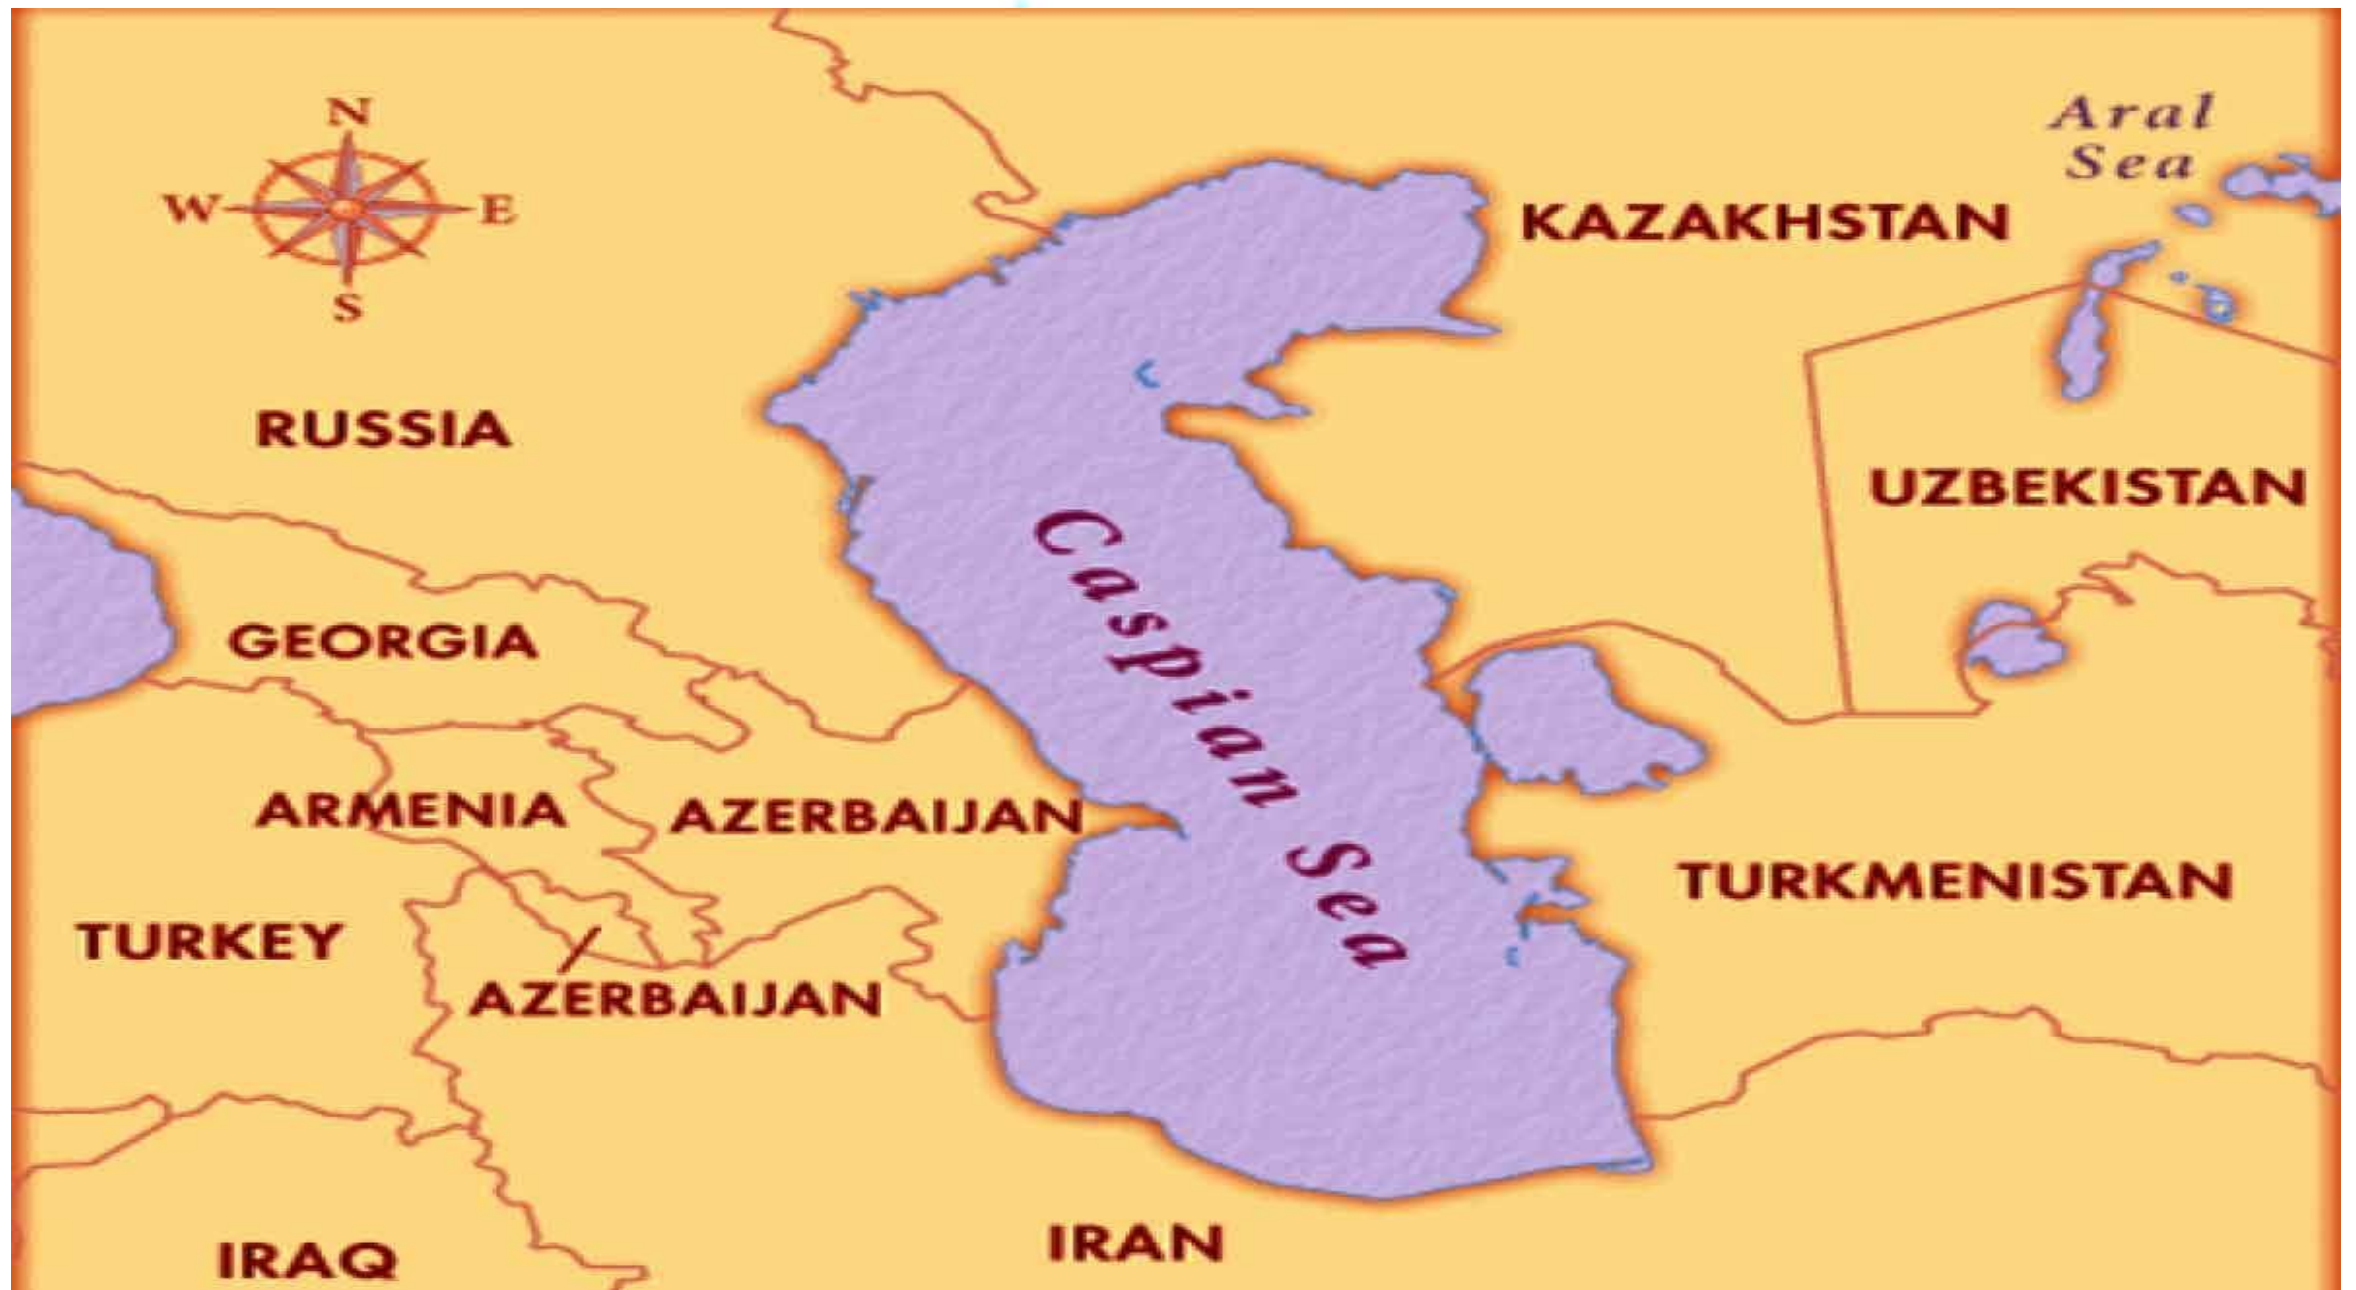 N
Aral
Sea
W
E
KAZAKHSTAN
S
RUSSIA
UZBEKISTAN
Caspian Sea
GEORGIA
ARMENIA
AZERBAIJAN
TURKMENISTAN
TURKEY
AZERBAIJAN
IRAN
IRAQ